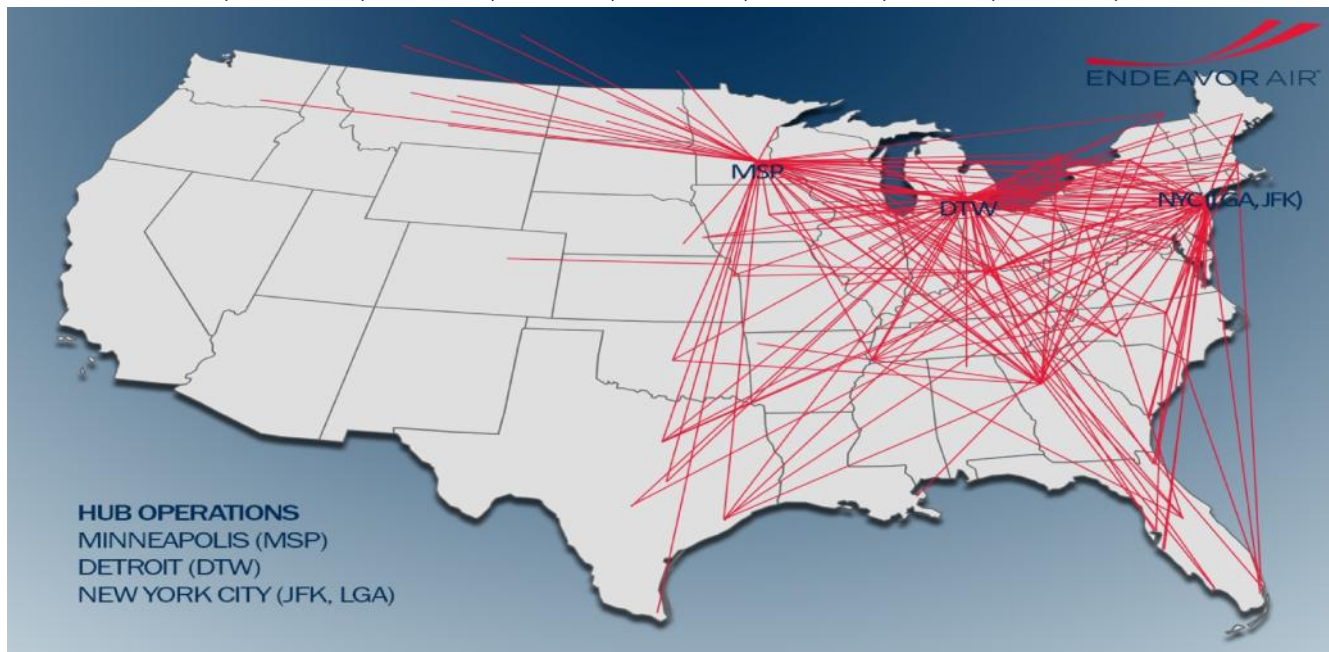 ENDEAVOR AIR
MSP
DTW
NYC (LGA, JFK)
HUB OPERATIONS
MINNEAPOLIS (MSP)
DETROIT (DTW)
NEW YORK CITY (JFK, LGA)